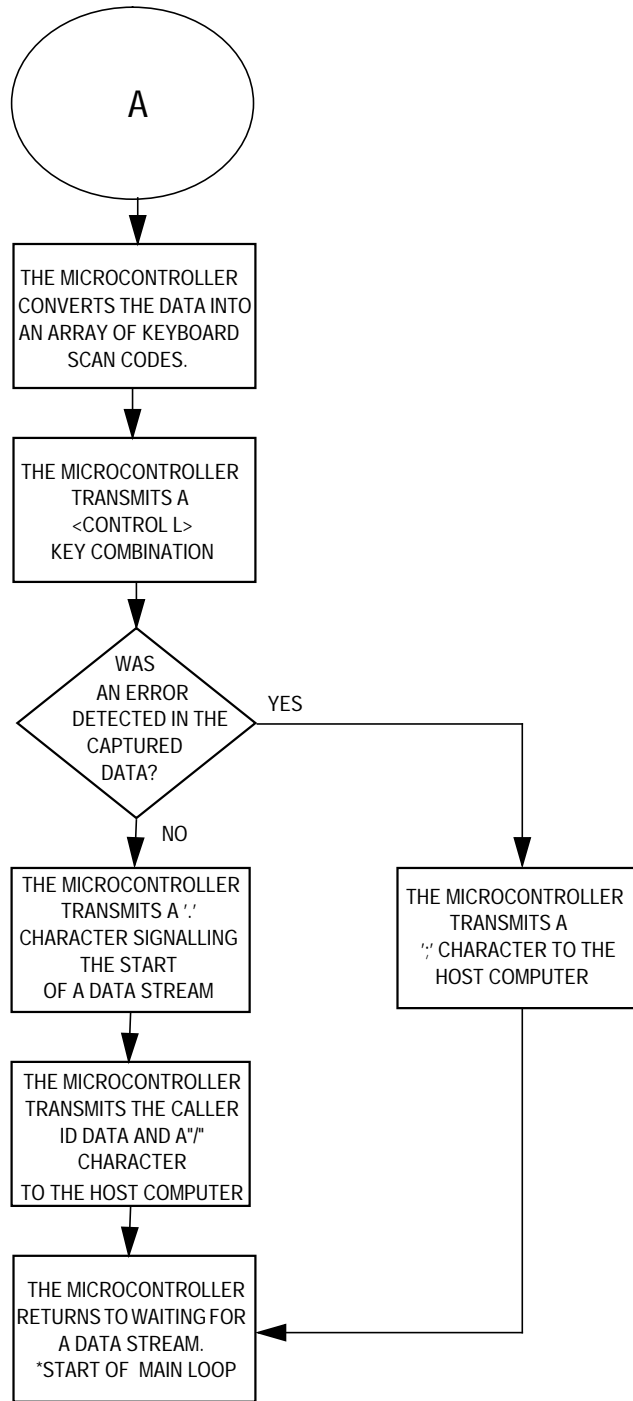 A
THE MICROCONTROLLER
CONVERTS THE DATA INTO
AN ARRAY OF KEYBOARD
SCAN CODES.
THE MICROCONTROLLER
TRANSMITS A
<CONTROL L>
KEY COMBINATION
WAS
AN ERROR
DETECTED IN THE
CAPTURED
DATA?
YES
NO
THE MICROCONTROLLER
TRANSMITS A '.'
CHARACTER SIGNALLING
THE START
OF A DATA STREAM
THE MICROCONTROLLER
TRANSMITS A
';' CHARACTER TO THE
HOST COMPUTER
THE MICROCONTROLLER
TRANSMITS THE CALLER
ID DATA AND A"/"
CHARACTER
TO THE HOST COMPUTER
THE MICROCONTROLLER
RETURNS TO WAITING FOR
A DATA STREAM.
*START OF MAIN LOOP